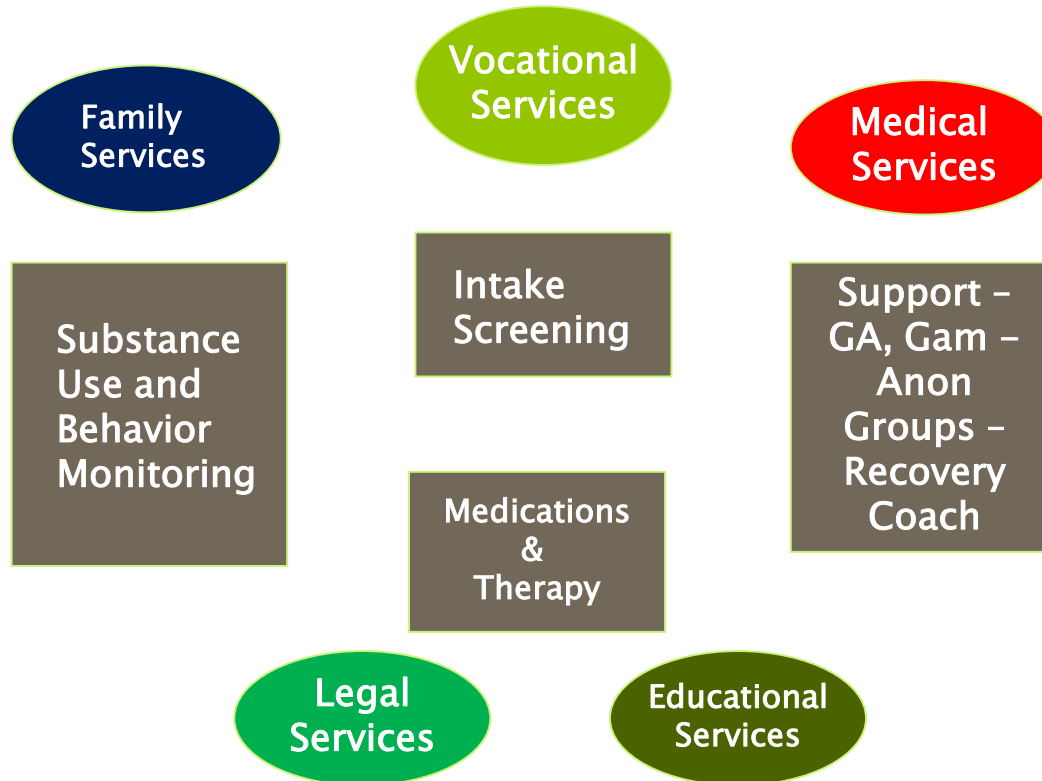 Family
Services
Vocational
Services
Medical
Services
Substance
Use and
Behavior
Monitoring
Intake
Screening
Support –
GA, Gam –
Anon
Groups –
Recovery
Coach
Medications
&
Therapy
Legal
Services
Educational
Services